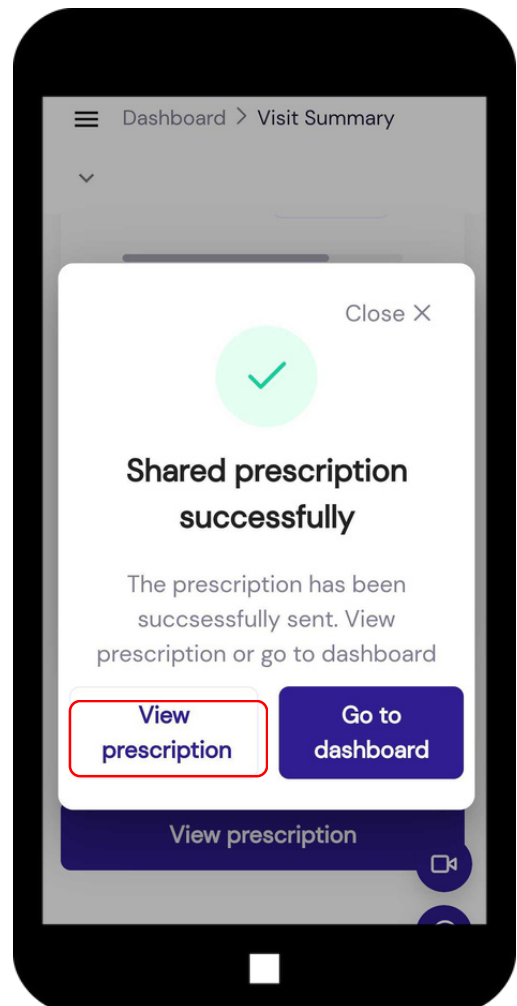 Dashboard > Visit Summary
Close ×
Shared prescription
successfully
The prescription has been
succsessfully sent. View
prescription or go to dashboard
View
prescription
Go to
dashboard
View prescription